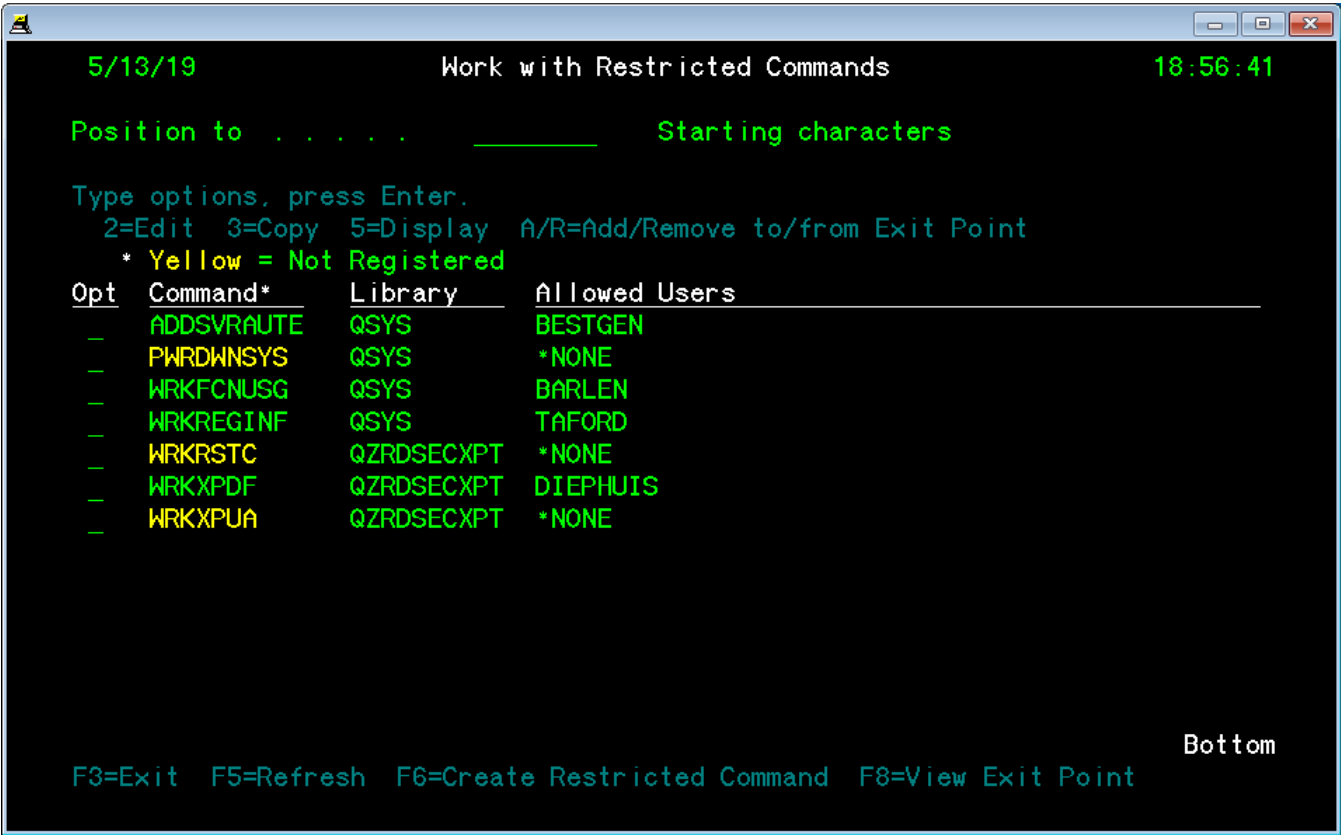 5/13/19 Work with Restricted Commands 18:56:41
Position to . . . . . ________ Starting characters
Type options, press Enter.
2=Edit 3=Copy 5=Display A/R=Add/Remove to/from Exit Point
* Yellow = Not Registered
Opt Command* Library Allowed Users
_ ADDSVRAUTE QSYS BESTGEN
_ PWRDWNSYS QSYS *NONE
_ WRKFCNUSG QSYS BARLEN
_ WRKREGINF QSYS TAFORD
_ WRKRSTC QZRDSECXPT *NONE
_ WRKXPDF QZRDSECXPT DIEPHUIS
_ WRKXPUA QZRDSECXPT *NONE
Bottom
F3=Exit F5=Refresh F6=Create Restricted Command F8=View Exit Point